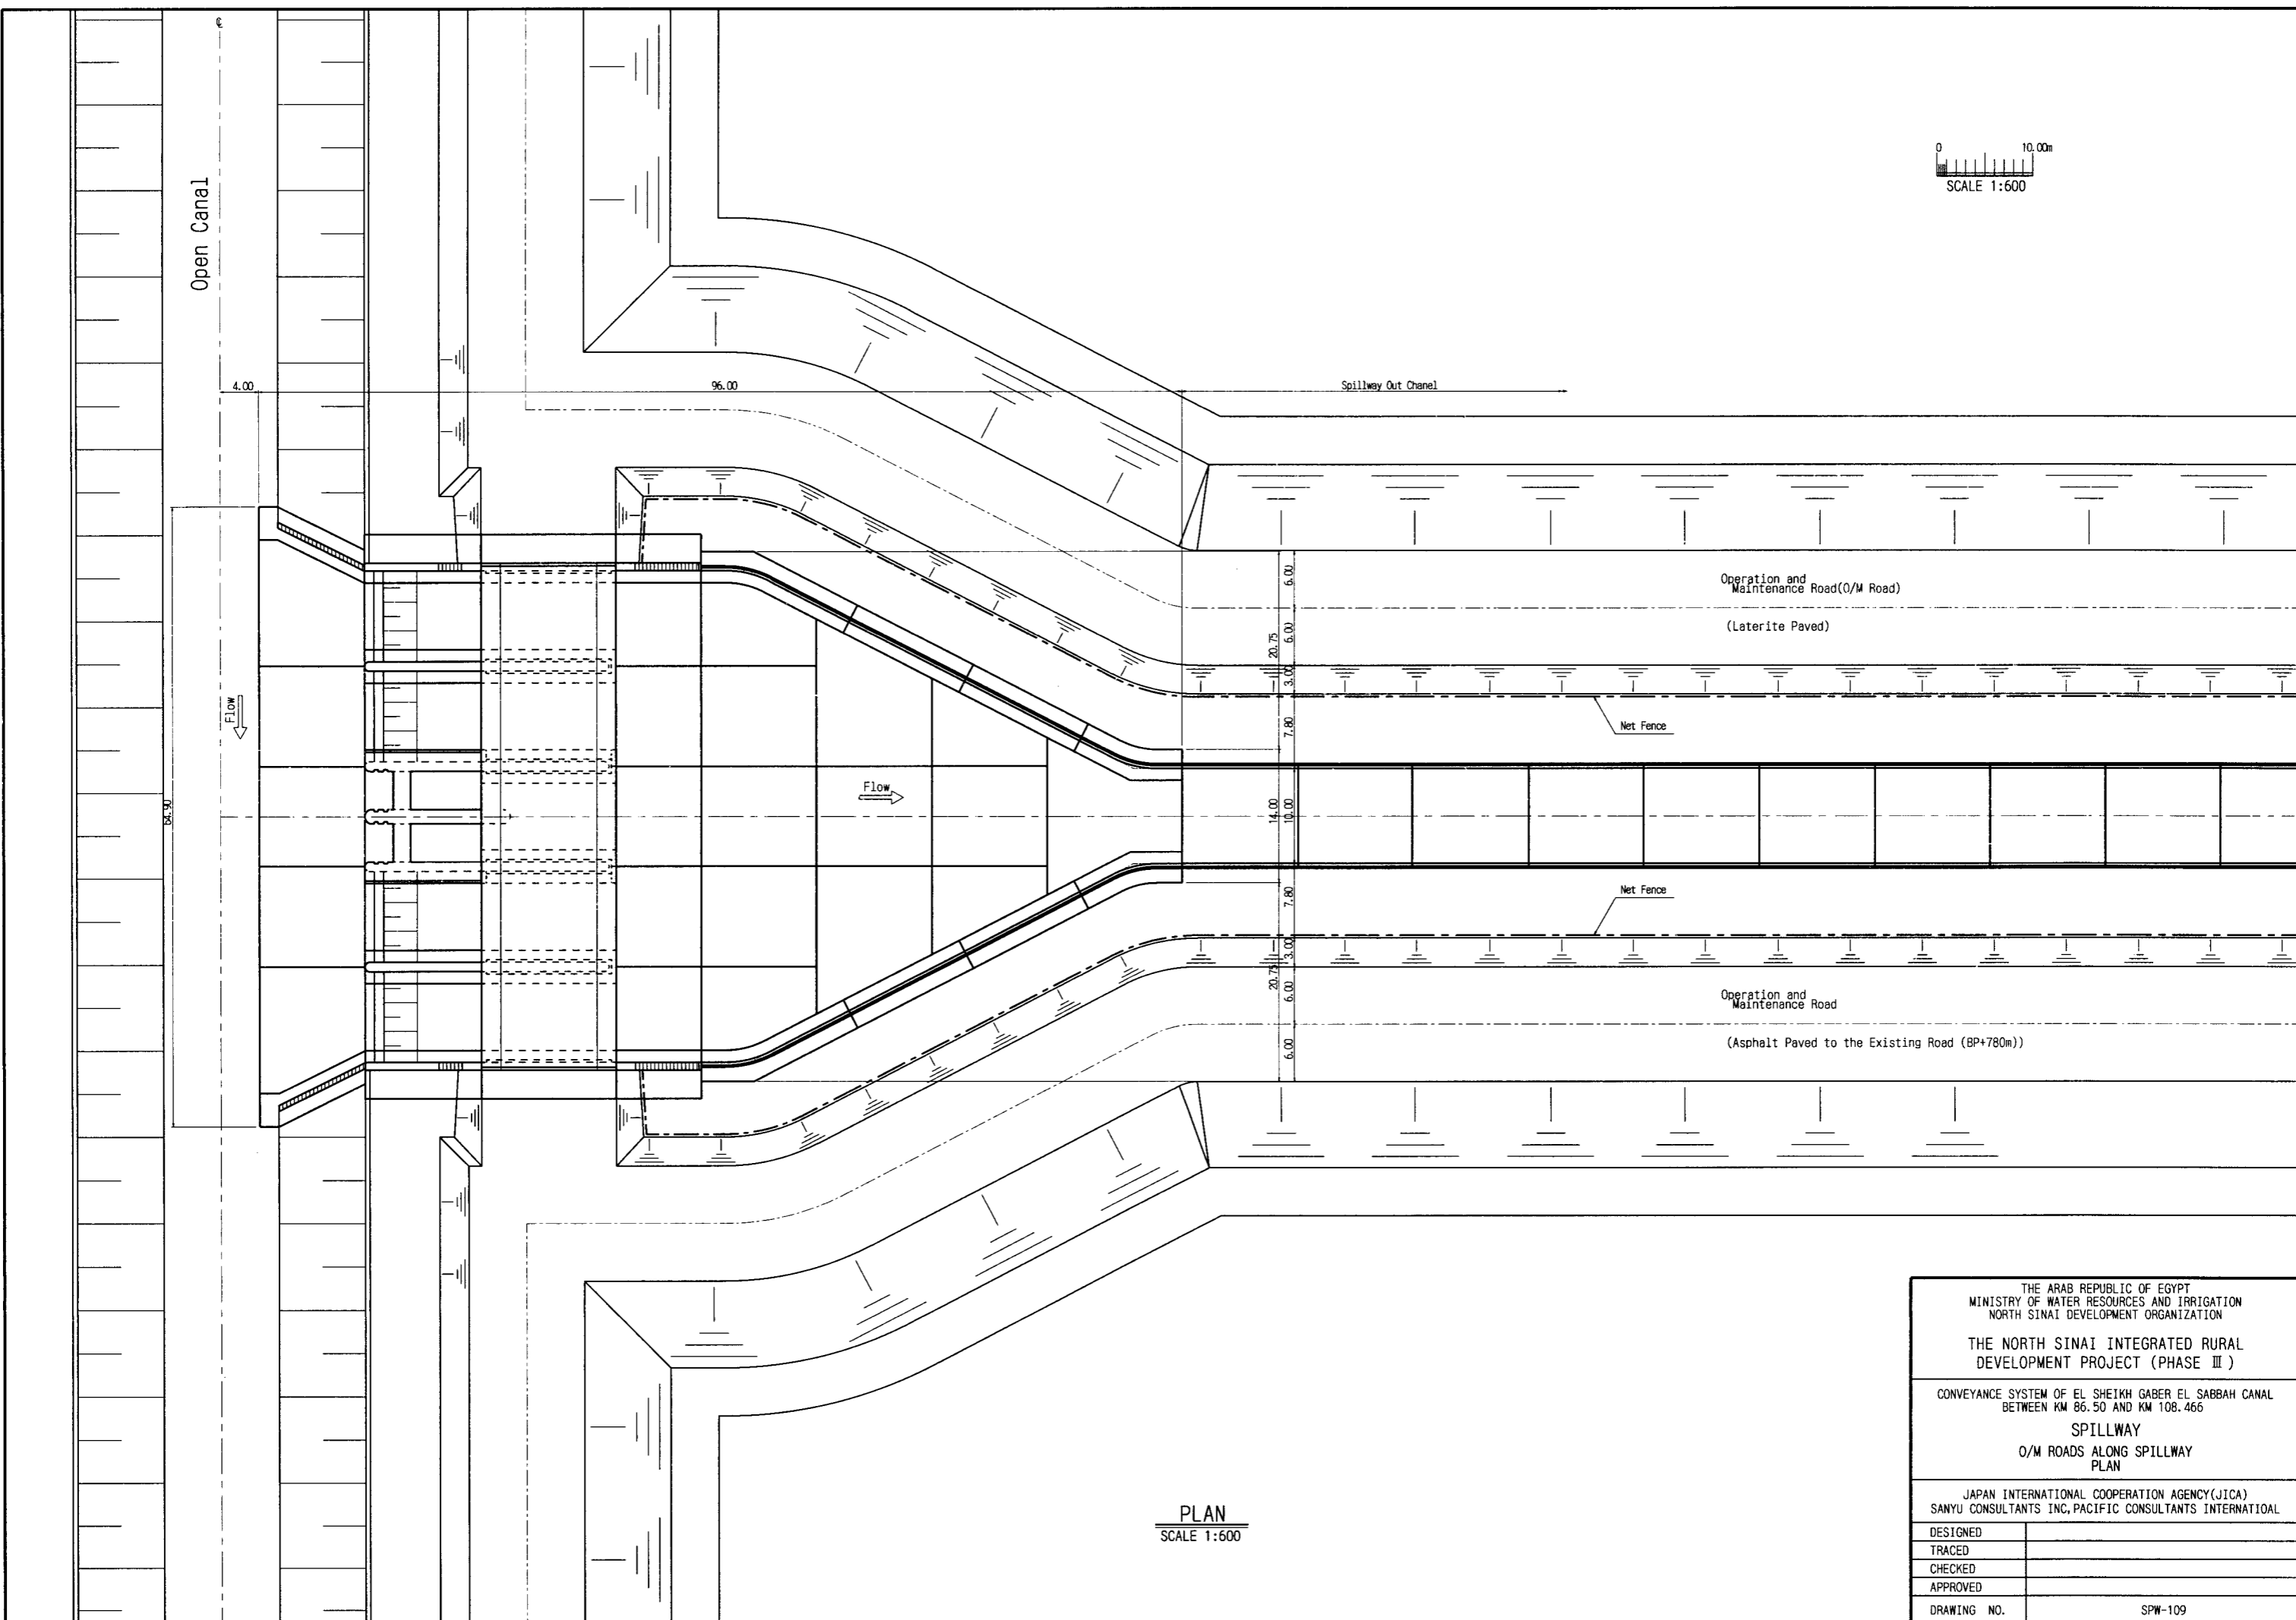 ℄
Open Canal
0 10.00m
SCALE 1:600
4.00
96.00
Spillway Out Chanel
6.00
Operation and
Maintenance Road(O/M Road)
(Laterite Paved)
20.75
6.00
3.00
Flow
Net Fence
7.80
64.90
Flow
14.00
10.00
Net Fence
7.80
3.00
20.75
6.00
Operation and
Maintenance Road
(Asphalt Paved to the Existing Road (BP+780m))
6.00
PLAN
SCALE 1:600
THE ARAB REPUBLIC OF EGYPT
MINISTRY OF WATER RESOURCES AND IRRIGATION
NORTH SINAI DEVELOPMENT ORGANIZATION
THE NORTH SINAI INTEGRATED RURAL
DEVELOPMENT PROJECT (PHASE Ⅲ )
CONVEYANCE SYSTEM OF EL SHEIKH GABER EL SABBAH CANAL
BETWEEN KM 86.50 AND KM 108.466
SPILLWAY
O/M ROADS ALONG SPILLWAY
PLAN
JAPAN INTERNATIONAL COOPERATION AGENCY(JICA)
SANYU CONSULTANTS INC,PACIFIC CONSULTANTS INTERNATIOAL
DESIGNED
TRACED
CHECKED
APPROVED
DRAWING NO. SPW-109